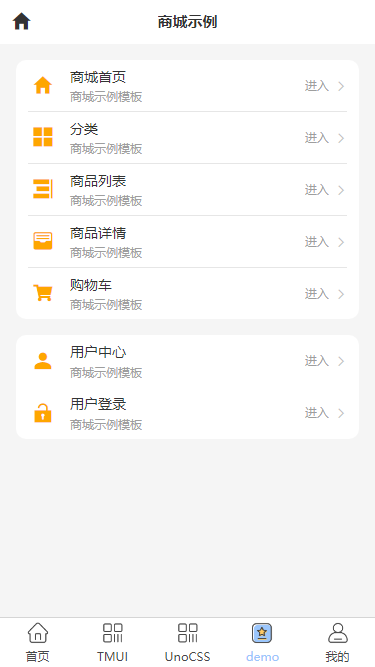 商城示例
商城首页
商城示例模板
进入
分类
商城示例模板
进入
商品列表
商城示例模板
进入
商品详情
商城示例模板
进入
购物车
商城示例模板
进入
用户中心
商城示例模板
进入
用户登录
商城示例模板
进入
首页
TMUI
UnoCSS
demo
我的